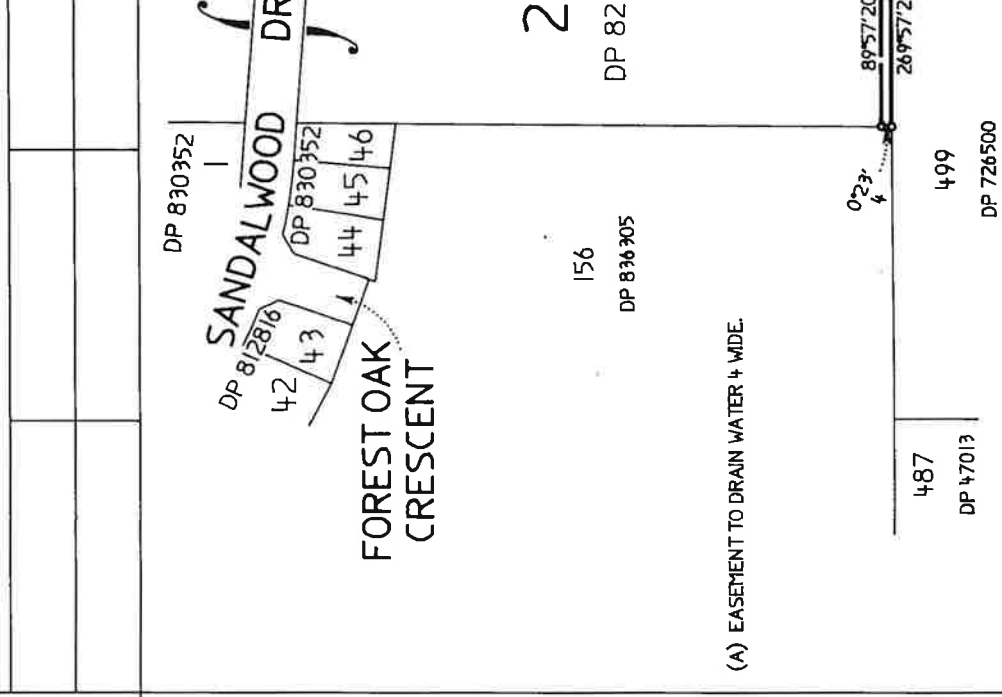 DP 830352
1
SANDALWOOD DR
DP 830352
44 45 46
DP 812816
42 43
FOREST OAK
CRESCENT
2
DP 82
156
DP 836305
89°57'20
269°57'2
0°23'
4
(A) EASEMENT TO DRAIN WATER 4 WIDE.
499
DP 726500
487
DP 47013